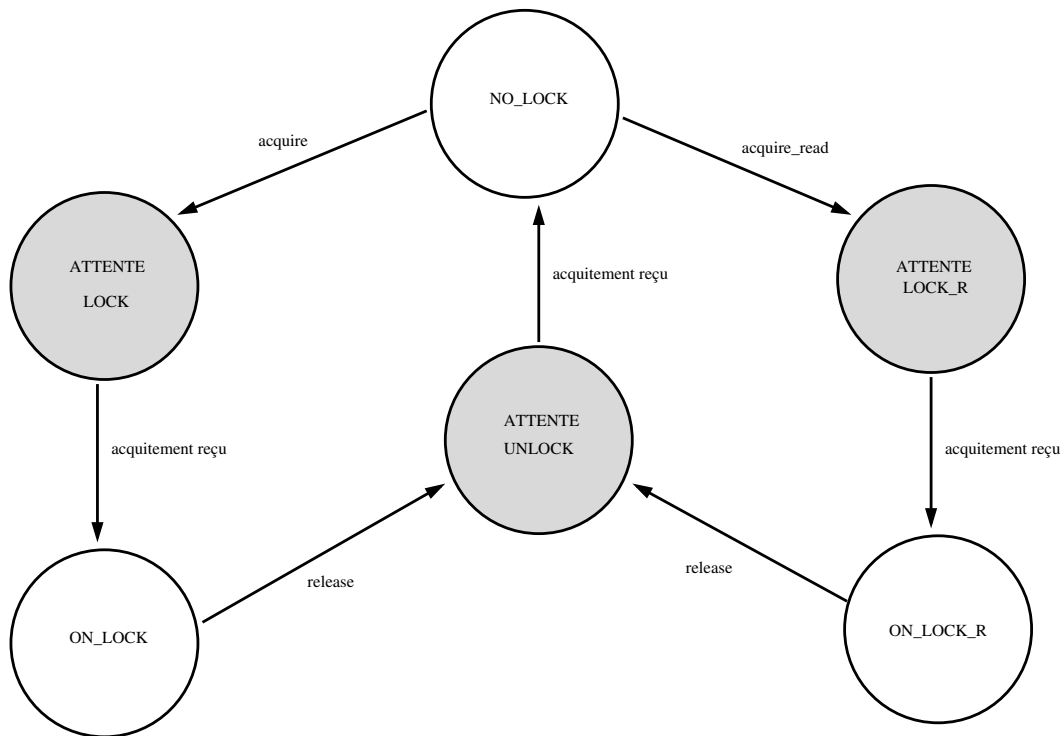 NO_LOCK
acquire
acquire_read
ATTENTE
LOCK
ATTENTE
LOCK_R
acquitement reçu
ATTENTE
UNLOCK
acquitement reçu
acquitement reçu
release
release
ON_LOCK
ON_LOCK_R